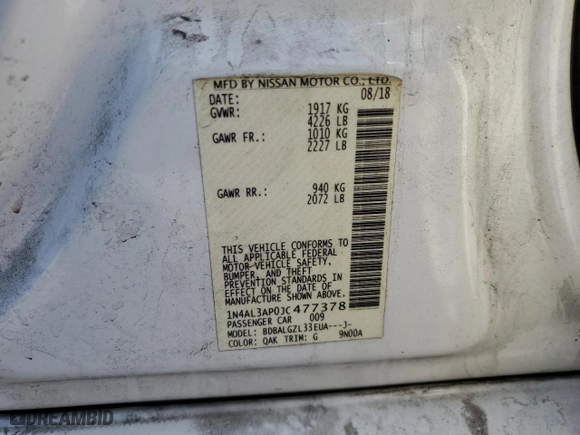 MFD BY NISSAN MOTOR CO., LTD.
DATE: 08/18
GVWR: 1917 KG
4226 LB
GAWR FR.: 1010 KG
2227 LB
GAWR RR.: 940 KG
2072 LB
THIS VEHICLE CONFORMS TO
ALL APPLICABLE FEDERAL
MOTOR-VEHICLE SAFETY,
BUMPER, AND THEFT
PREVENTION STANDARDS IN
EFFECT ON THE DATE OF
MANUFACTURE SHOWN ABOVE.
1N4AL3AP0JC477378
PASSENGER CAR 009
MODEL: BDBALGZL33EUA---J-
COLOR: QAK TRIM: G 9N00A
© DREAMBID